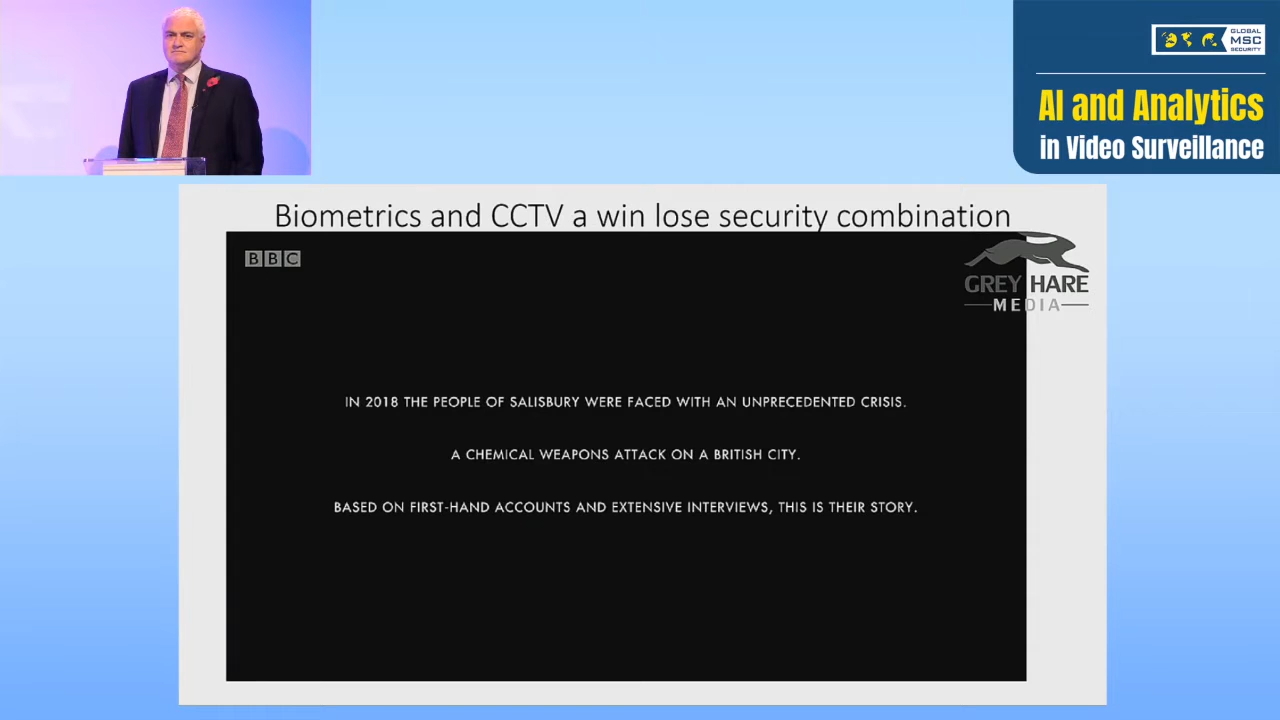 GLOBAL
MSC
SECURITY
AI and Analytics
in Video Surveillance
Biometrics and CCTV a win lose security combination
BBC
GREY HARE
MEDIA
IN 2018 THE PEOPLE OF SALISBURY WERE FACED WITH AN UNPRECEDENTED CRISIS.
A CHEMICAL WEAPONS ATTACK ON A BRITISH CITY.
BASED ON FIRST-HAND ACCOUNTS AND EXTENSIVE INTERVIEWS, THIS IS THEIR STORY.